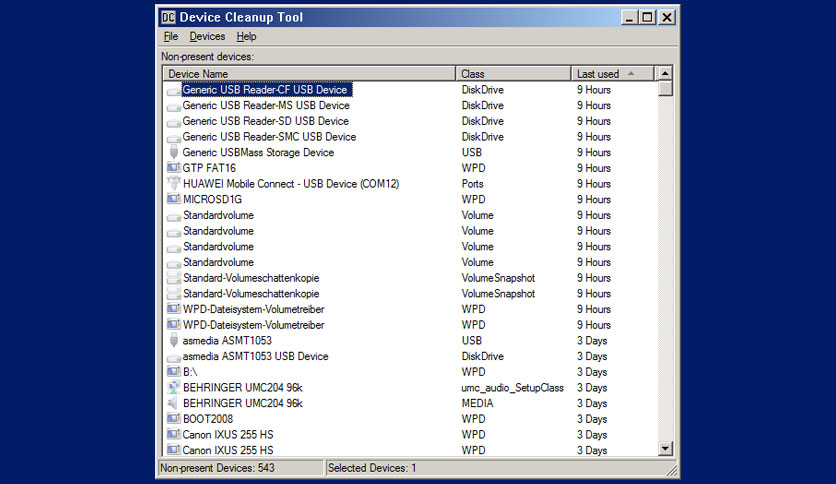 DC Device Cleanup Tool
File Devices Help
Non-present devices:
Device Name Class Last used
Generic USB Reader-CF USB Device DiskDrive 9 Hours
Generic USB Reader-MS USB Device DiskDrive 9 Hours
Generic USB Reader-SD USB Device DiskDrive 9 Hours
Generic USB Reader-SMC USB Device DiskDrive 9 Hours
Generic USBMass Storage Device USB 9 Hours
GTP FAT16 WPD 9 Hours
HUAWEI Mobile Connect - USB Device (COM12) Ports 9 Hours
MICROSD1G WPD 9 Hours
Standardvolume Volume 9 Hours
Standardvolume Volume 9 Hours
Standardvolume Volume 9 Hours
Standardvolume Volume 9 Hours
Standard-Volumeschattenkopie VolumeSnapshot 9 Hours
Standard-Volumeschattenkopie VolumeSnapshot 9 Hours
WPD-Dateisystem-Volumetreiber WPD 9 Hours
WPD-Dateisystem-Volumetreiber WPD 9 Hours
asmedia ASMT1053 USB 3 Days
asmedia ASMT1053 USB Device DiskDrive 3 Days
B:\ WPD 3 Days
BEHRINGER UMC204 96k umc_audio_SetupClass 3 Days
BEHRINGER UMC204 96k MEDIA 3 Days
BOOT2008 WPD 3 Days
Canon IXUS 255 HS WPD 3 Days
Canon IXUS 255 HS WPD 3 Days
Non-present Devices: 543 Selected Devices: 1